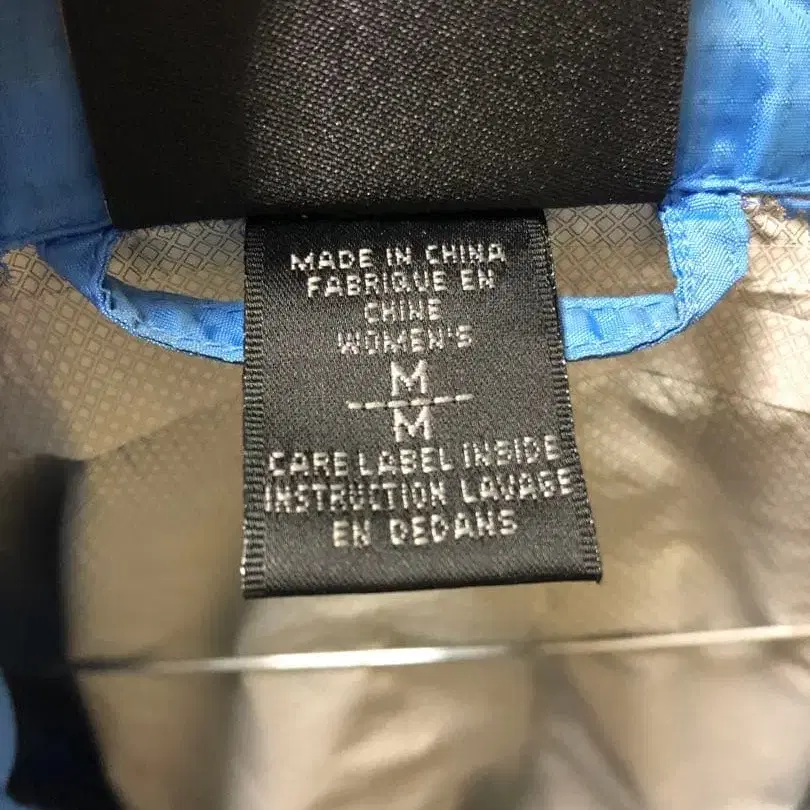 MADE IN CHINA
FABRIQUE EN
CHINE
WOMEN'S
M
M
CARE LABEL INSIDE
INSTRUCTION LAVAGE
EN DEDANS